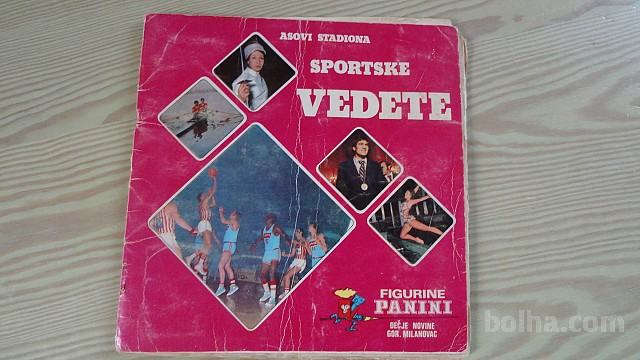 ASOVI STADIONA
SPORTSKE
VEDETE
FIGURINE
PANINI
DEČJE NOVINE
GOR. MILANOVAC
bolha.com